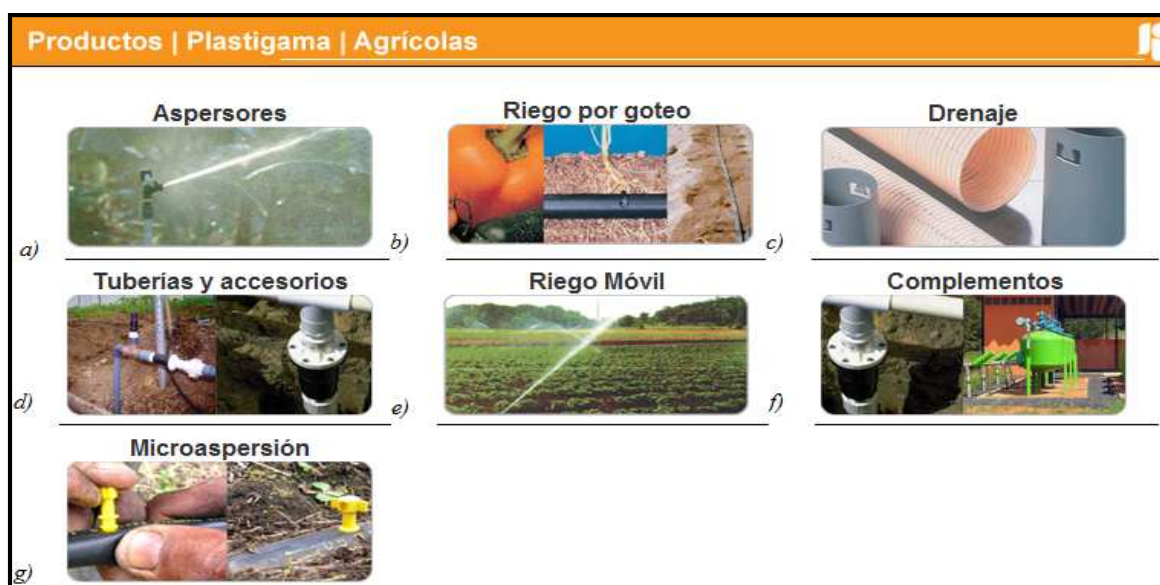 Productos | Plastigama | Agrícolas
Aspersores
Riego por goteo
Drenaje
a)
b)
c)
Tuberías y accesorios
Riego Móvil
Complementos
d)
e)
f)
Microaspersión
g)